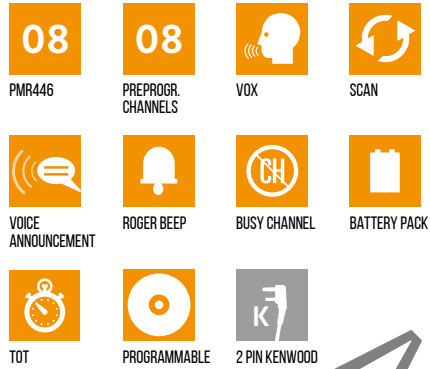 08
08
PMR446
PREPROGR.
CHANNELS
VOX
SCAN
CH
VOICE
ANNOUNCEMENT
ROGER BEEP
BUSY CHANNEL
BATTERY PACK
K
TOT
PROGRAMMABLE
2 PIN KENWOOD